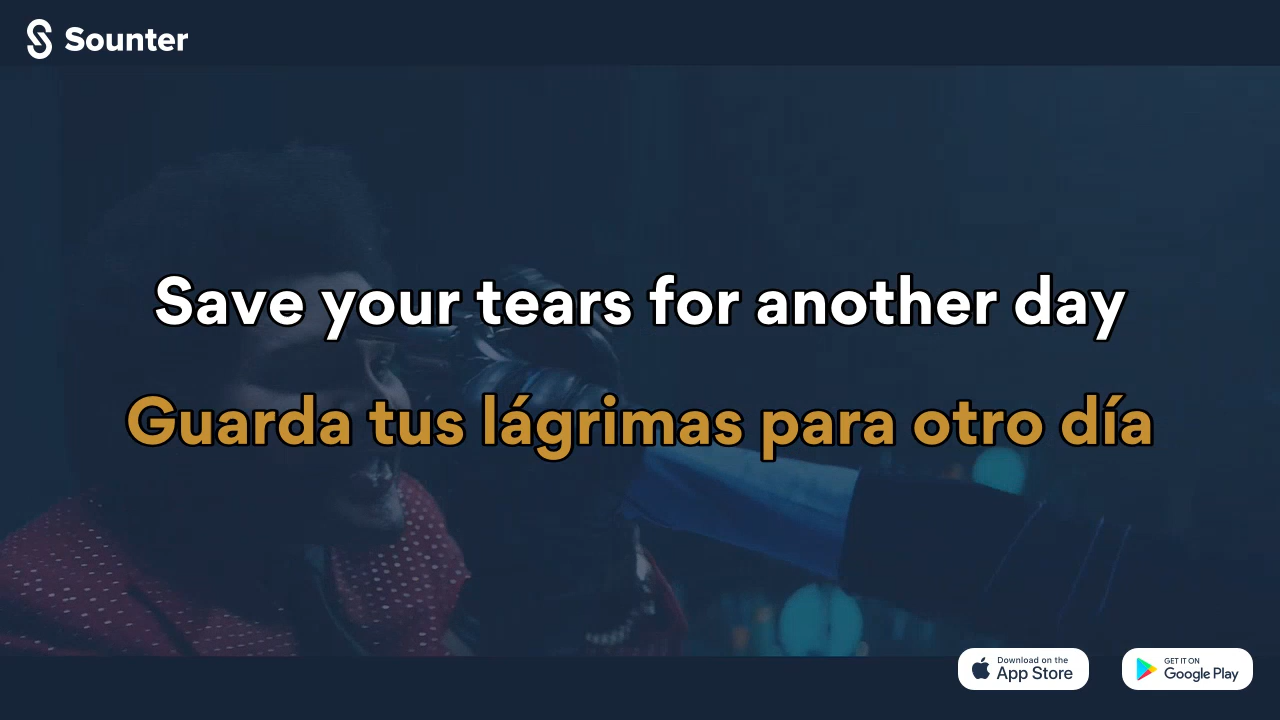 Sounter
Save your tears for another day
Guarda tus lágrimas para otro día
Download on the
App Store
GET IT ON
Google Play